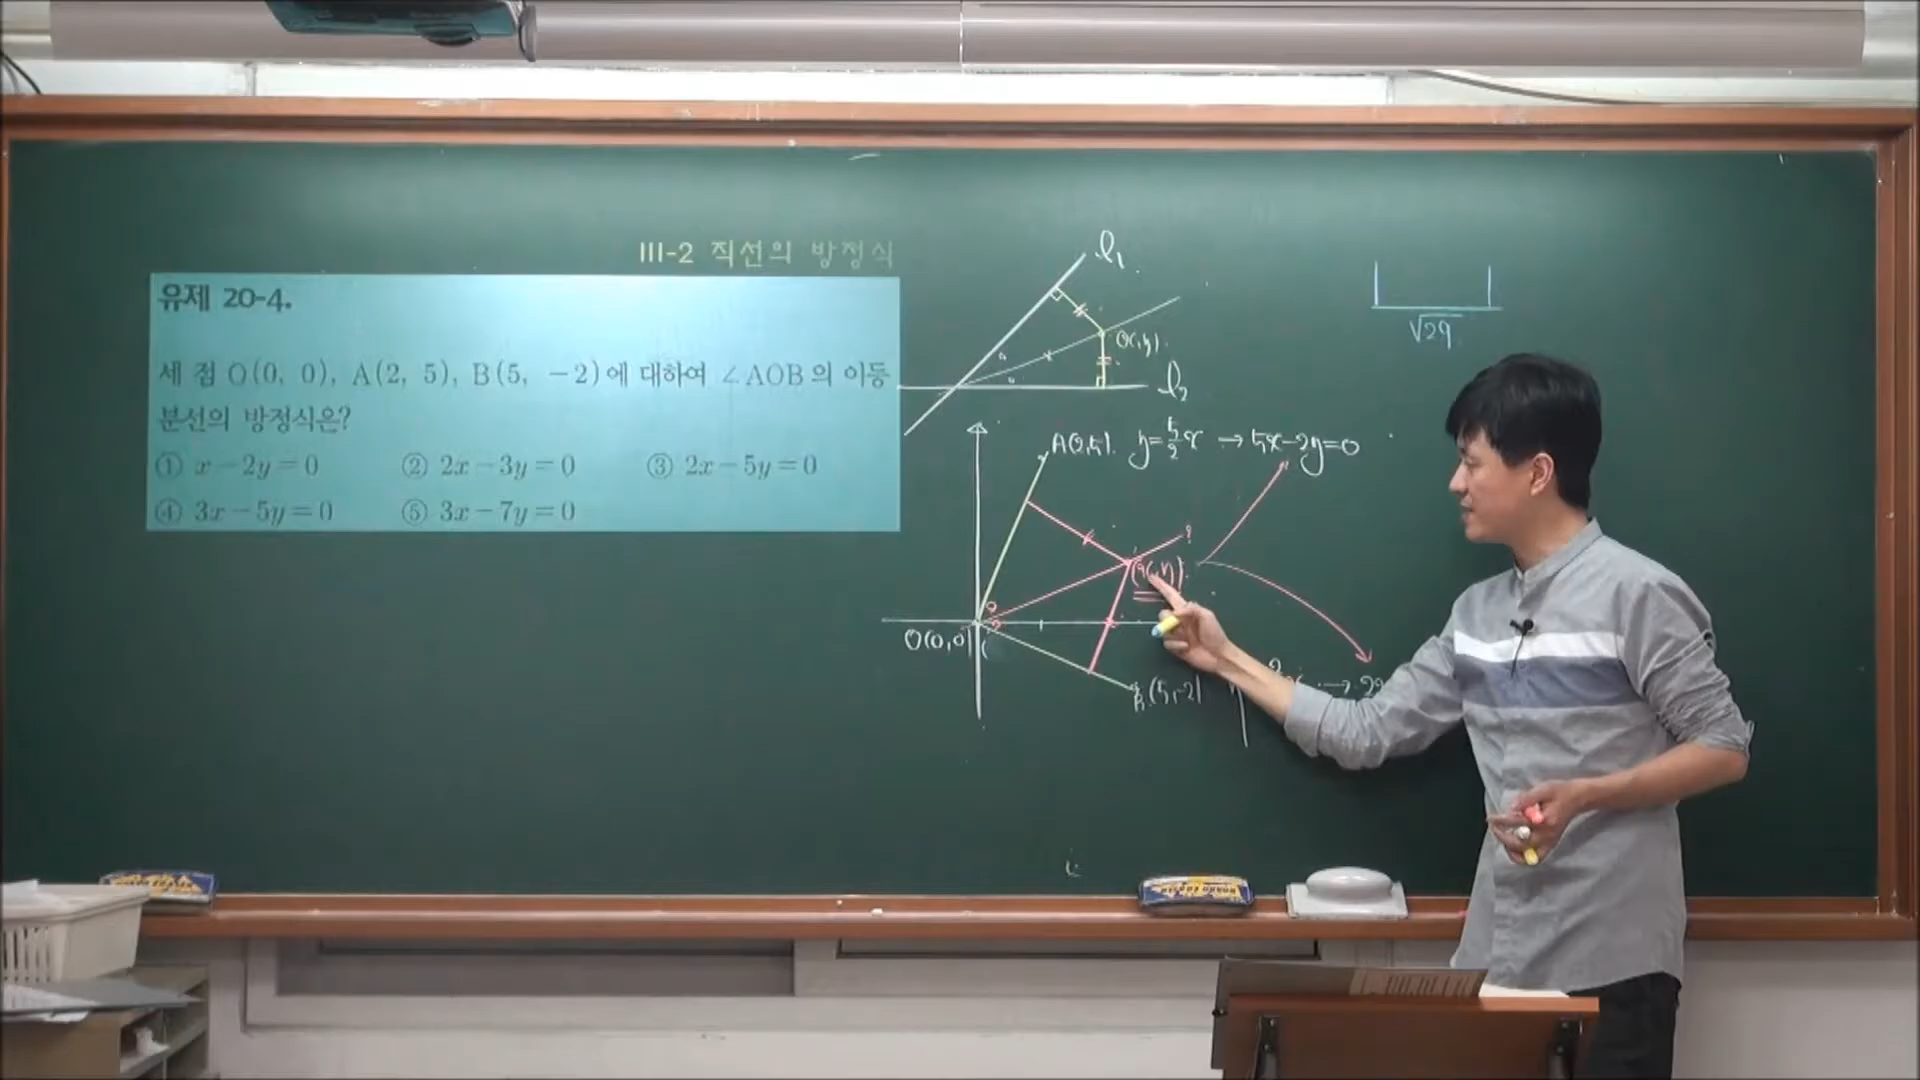 III-2 직선의 방정식
유제 20-4.
세 점 O(0, 0), A(2, 5), B(5, −2)에 대하여 ∠AOB의 이등
분선의 방정식은?
① x−2y=0 ② 2x−3y=0 ③ 2x−5y=0
④ 3x−5y=0 ⑤ 3x−7y=0
l₁
(x, y)
l₂
√29
A(2,5) y=5/2x → 5x−2y=0
?
(x, y)
O(0,0)
B(5,-2)